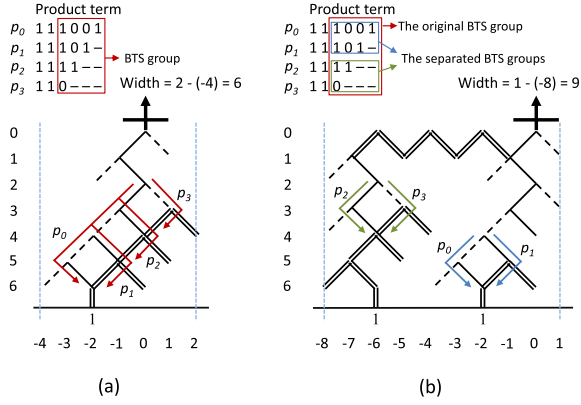 Product term
p0 1 1 1 0 0 1
p1 1 1 1 0 1 –
p2 1 1 1 1 – –
p3 1 1 0 – – –
BTS group
Width = 2 - (-4) = 6
0
1
2
3
4
5
6
p0
p1
p2
p3
1
-4 -3 -2 -1 0 1 2
(a)
Product term
p0 1 1 1 0 0 1
p1 1 1 1 0 1 –
p2 1 1 1 1 – –
p3 1 1 0 – – –
The original BTS group
The separated BTS groups
Width = 1 - (-8) = 9
0
1
2
3
4
5
6
p2
p3
p0
p1
1 1
-8 -7 -6 -5 -4 -3 -2 -1 0 1
(b)